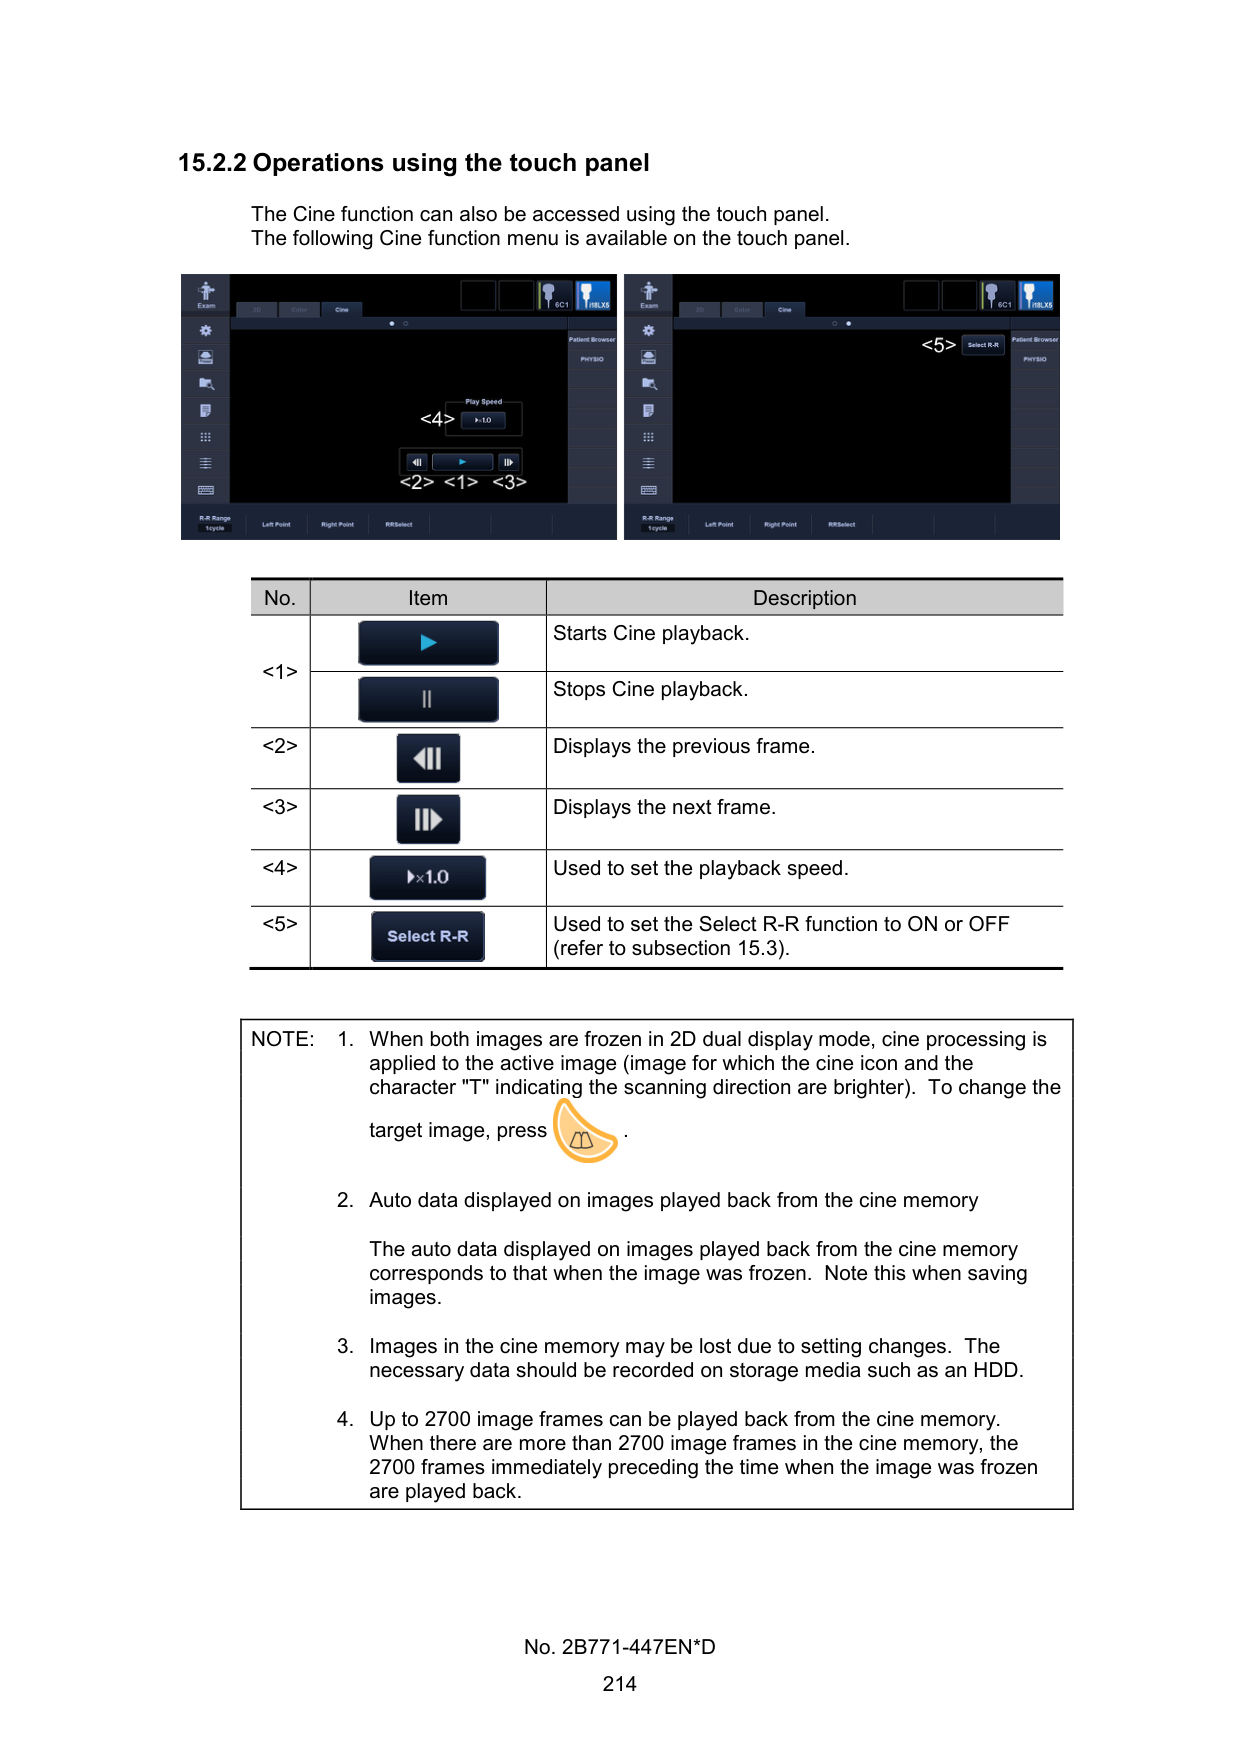 15.2.2 Operations using the touch panel
The Cine function can also be accessed using the touch panel.
The following Cine function menu is available on the touch panel.
Exam
2D
Cine
6C1
i18LX5
Patient Browser
PHYSIO
Play Speed
<4>
×1.0
<2> <1> <3>
R-R Range
1cycle
Left Point
Right Point
RRSelect
Exam
2D
Cine
6C1
i18LX5
<5>
Select R-R
Patient Browser
PHYSIO
R-R Range
1cycle
Left Point
Right Point
RRSelect
No. Item Description
<1> Starts Cine playback.
Stops Cine playback.
<2> Displays the previous frame.
<3> Displays the next frame.
<4> ×1.0 Used to set the playback speed.
<5> Select R-R Used to set the Select R-R function to ON or OFF
(refer to subsection 15.3).
NOTE: 1. When both images are frozen in 2D dual display mode, cine processing is
applied to the active image (image for which the cine icon and the
character "T" indicating the scanning direction are brighter). To change the
target image, press .
2. Auto data displayed on images played back from the cine memory
The auto data displayed on images played back from the cine memory
corresponds to that when the image was frozen. Note this when saving
images.
3. Images in the cine memory may be lost due to setting changes. The
necessary data should be recorded on storage media such as an HDD.
4. Up to 2700 image frames can be played back from the cine memory.
When there are more than 2700 image frames in the cine memory, the
2700 frames immediately preceding the time when the image was frozen
are played back.
No. 2B771-447EN*D
214